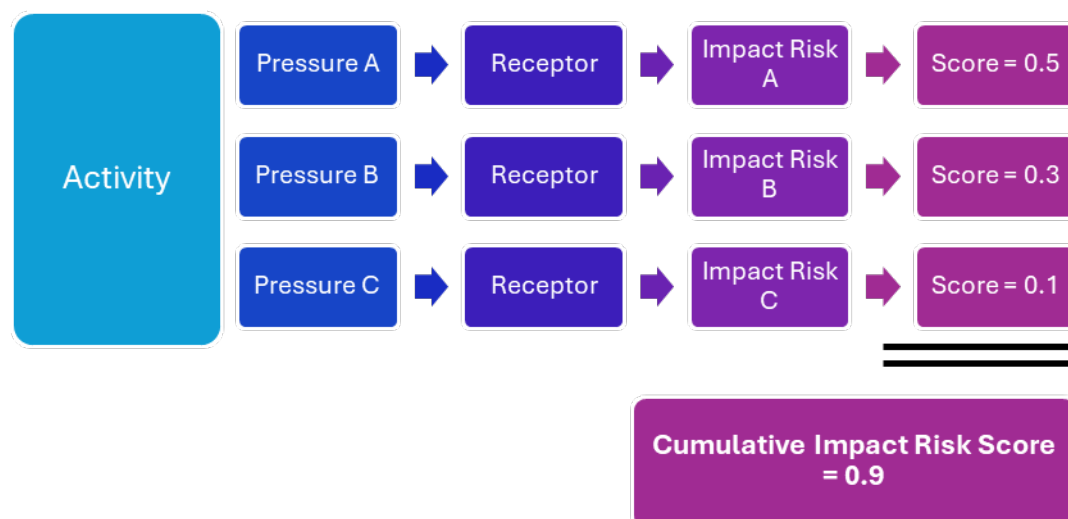 Activity
Pressure A
Receptor
Impact Risk
A
Score = 0.5
Pressure B
Receptor
Impact Risk
B
Score = 0.3
Pressure C
Receptor
Impact Risk
C
Score = 0.1
Cumulative Impact Risk Score
= 0.9